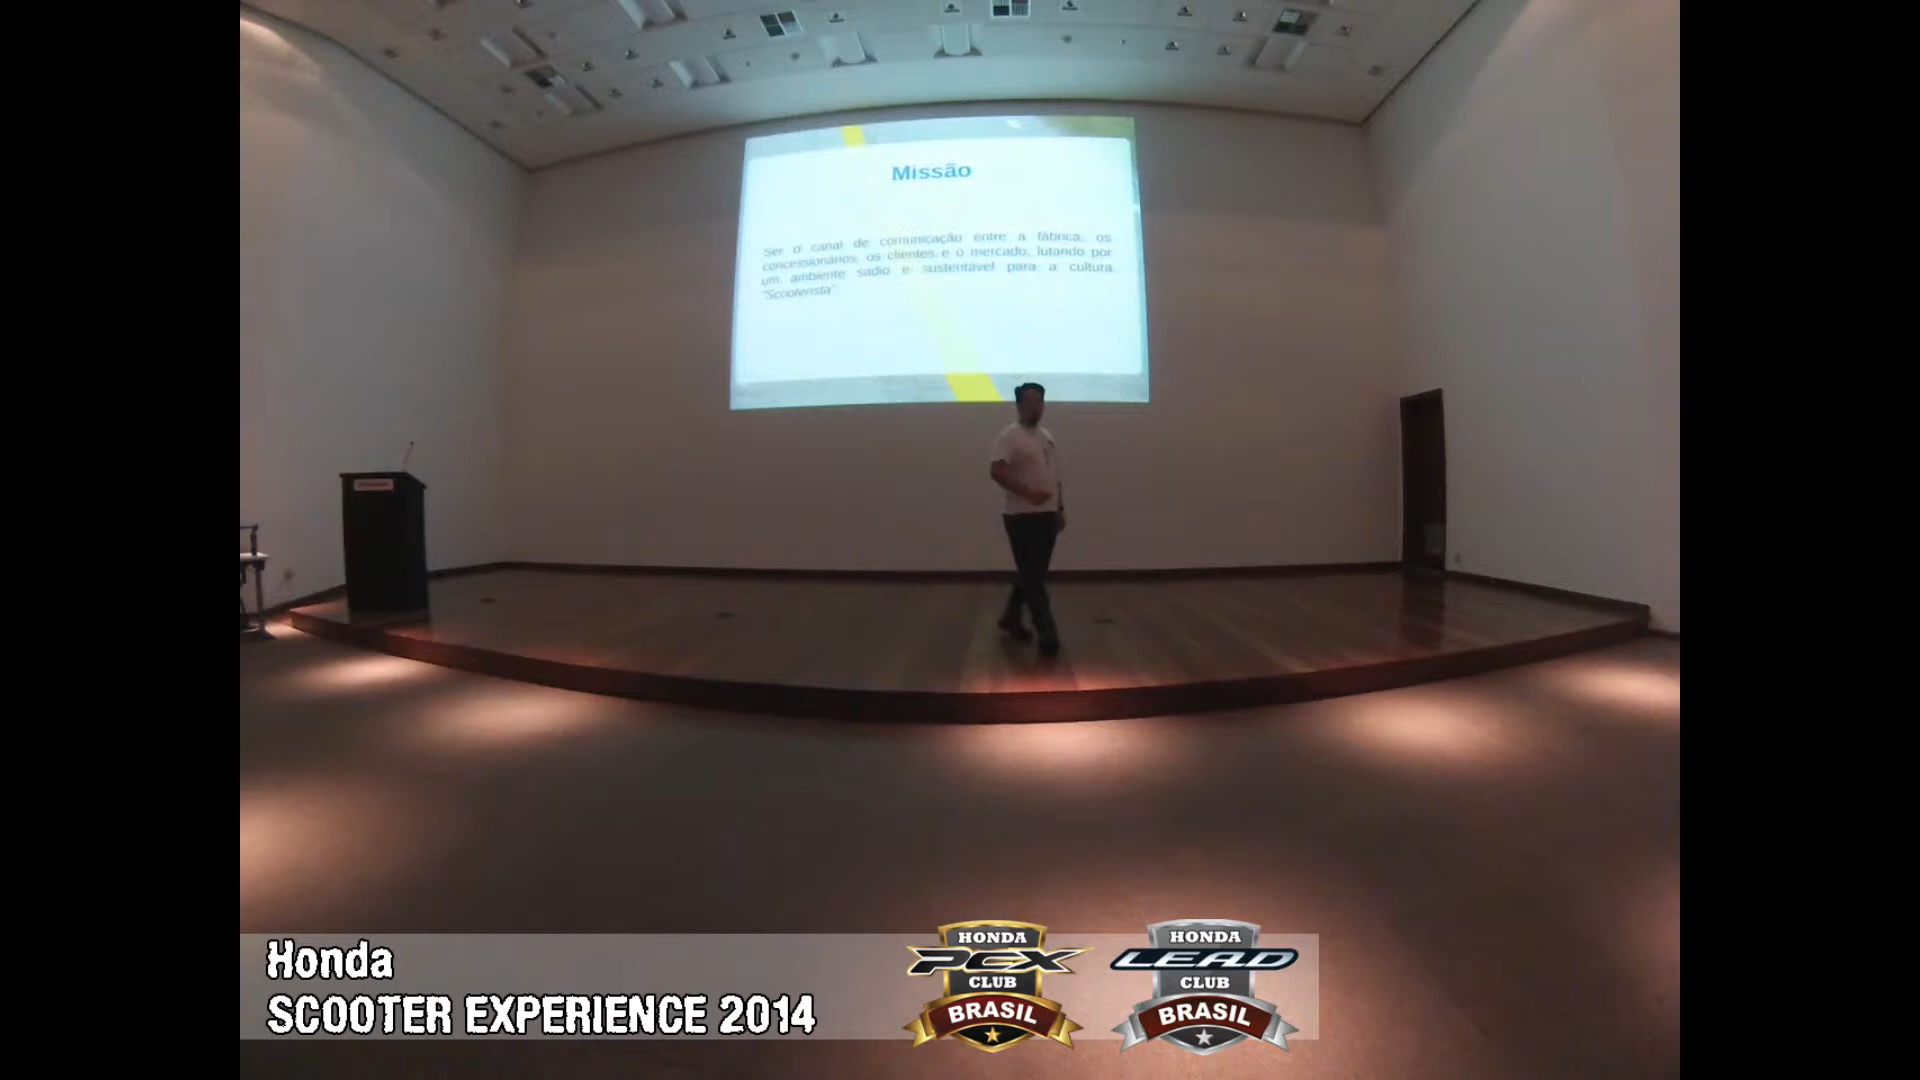 Missão
Ser o canal de comunicação entre a fábrica, os
concessionários, os clientes e o mercado, lutando por
um ambiente sadio e sustentável para a cultura
"Scooterista"
Honda
SCOOTER EXPERIENCE 2014
HONDA
PCX
CLUB
BRASIL
HONDA
LEAD
CLUB
BRASIL